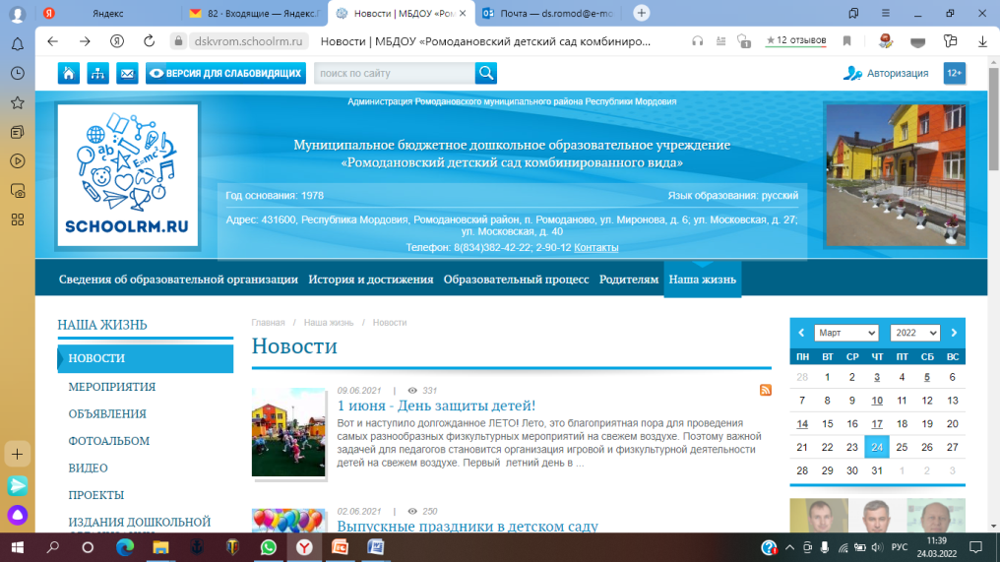 Яндекс
82 · Входящие — Яндекс.
Новости | МБДОУ «Ром
Почта — ds.romod@e-mo
dskvrom.schoolrm.ru
Новости | МБДОУ «Ромодановский детский сад комбиниро...
★ 12 отзывов
ВЕРСИЯ ДЛЯ СЛАБОВИДЯЩИХ
поиск по сайту
Авторизация
12+
Администрация Ромодановского муниципального района Республики Мордовия
Муниципальное бюджетное дошкольное образовательное учреждение
«Ромодановский детский сад комбинированного вида»
Год основания: 1978
Язык образования: русский
Адрес: 431600, Республика Мордовия, Ромодановский район, п. Ромоданово, ул. Миронова, д. 6; ул. Московская, д. 27;
ул. Московская, д. 40
Телефон: 8(834)382-42-22; 2-90-12 Контакты
abc
E=mc²
SCHOOLRM.RU
Сведения об образовательной организации
История и достижения
Образовательный процесс
Родителям
Наша жизнь
НАША ЖИЗНЬ
НОВОСТИ
МЕРОПРИЯТИЯ
ОБЪЯВЛЕНИЯ
ФОТОАЛЬБОМ
ВИДЕО
ПРОЕКТЫ
ИЗДАНИЯ ДОШКОЛЬНОЙ
Главная / Наша жизнь / Новости
Новости
09.06.2021 | 331
1 июня - День защиты детей!
Вот и наступило долгожданное ЛЕТО! Лето, это благоприятная пора для проведения
самых разнообразных физкультурных мероприятий на свежем воздухе. Поэтому важной
задачей для педагогов становится организация игровой и физкультурной деятельности
детей на свежем воздухе. Первый летний день в ...
02.06.2021 | 250
Выпускные праздники в детском саду
Март 2022
ПН ВТ СР ЧТ ПТ СБ ВС
28 1 2 3 4 5 6
7 8 9 10 11 12 13
14 15 16 17 18 19 20
21 22 23 24 25 26 27
28 29 30 31 1 2 3
РУС
11:39
24.03.2022